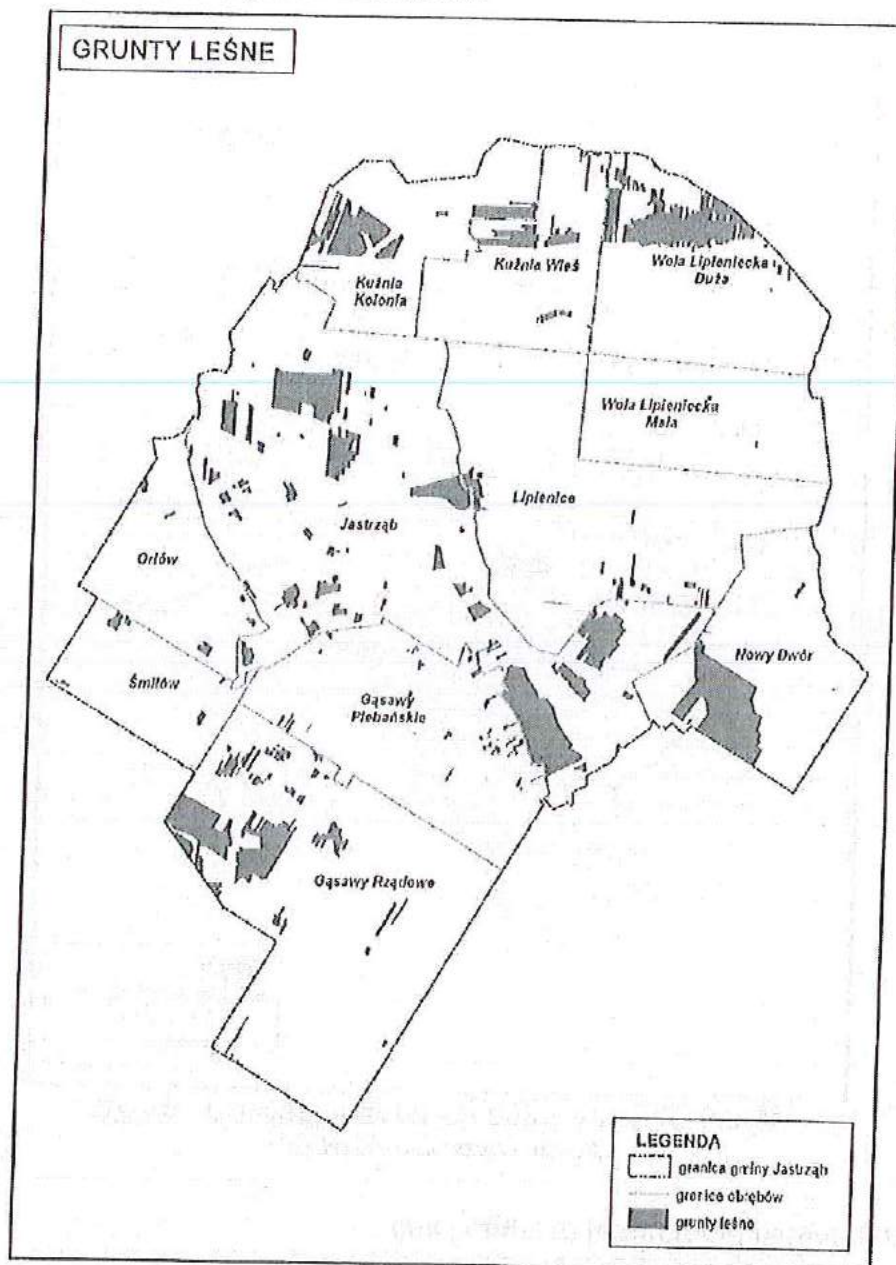 GRUNTY LEŚNE
Kuźnia
Kolonia
Kuźnia Wieś
Wola Lipieniecka
Duża
Wola Lipieniecka
Mała
Lipienice
Jastrząb
Orłów
Śmiłów
Gąsawy
Plebańskie
Nowy Dwór
Gąsawy Rządowe
LEGENDA
granica gminy Jastrząb
granice obrębów
grunty leśne